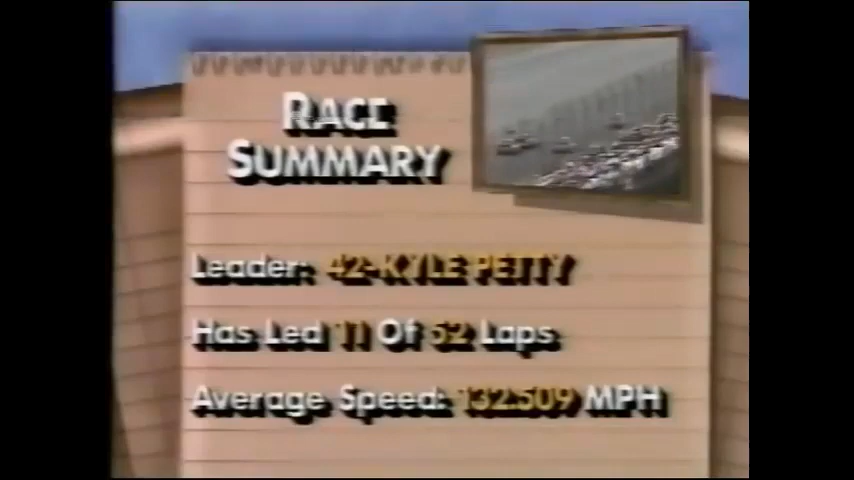 RACE
SUMMARY
Leader: 42-KYLE PETTY
Has Led 11 Of 52 Laps
Average Speed: 132.509 MPH